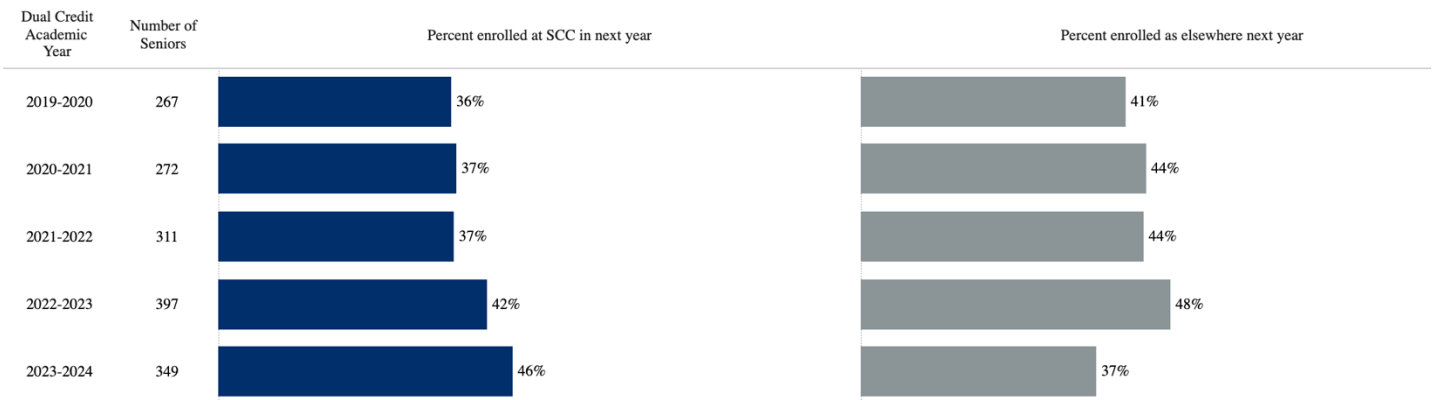 Dual Credit
Academic
Year
Number of
Seniors
Percent enrolled at SCC in next year
Percent enrolled as elsewhere next year
2019-2020 267 36% 41%
2020-2021 272 37% 44%
2021-2022 311 37% 44%
2022-2023 397 42% 48%
2023-2024 349 46% 37%